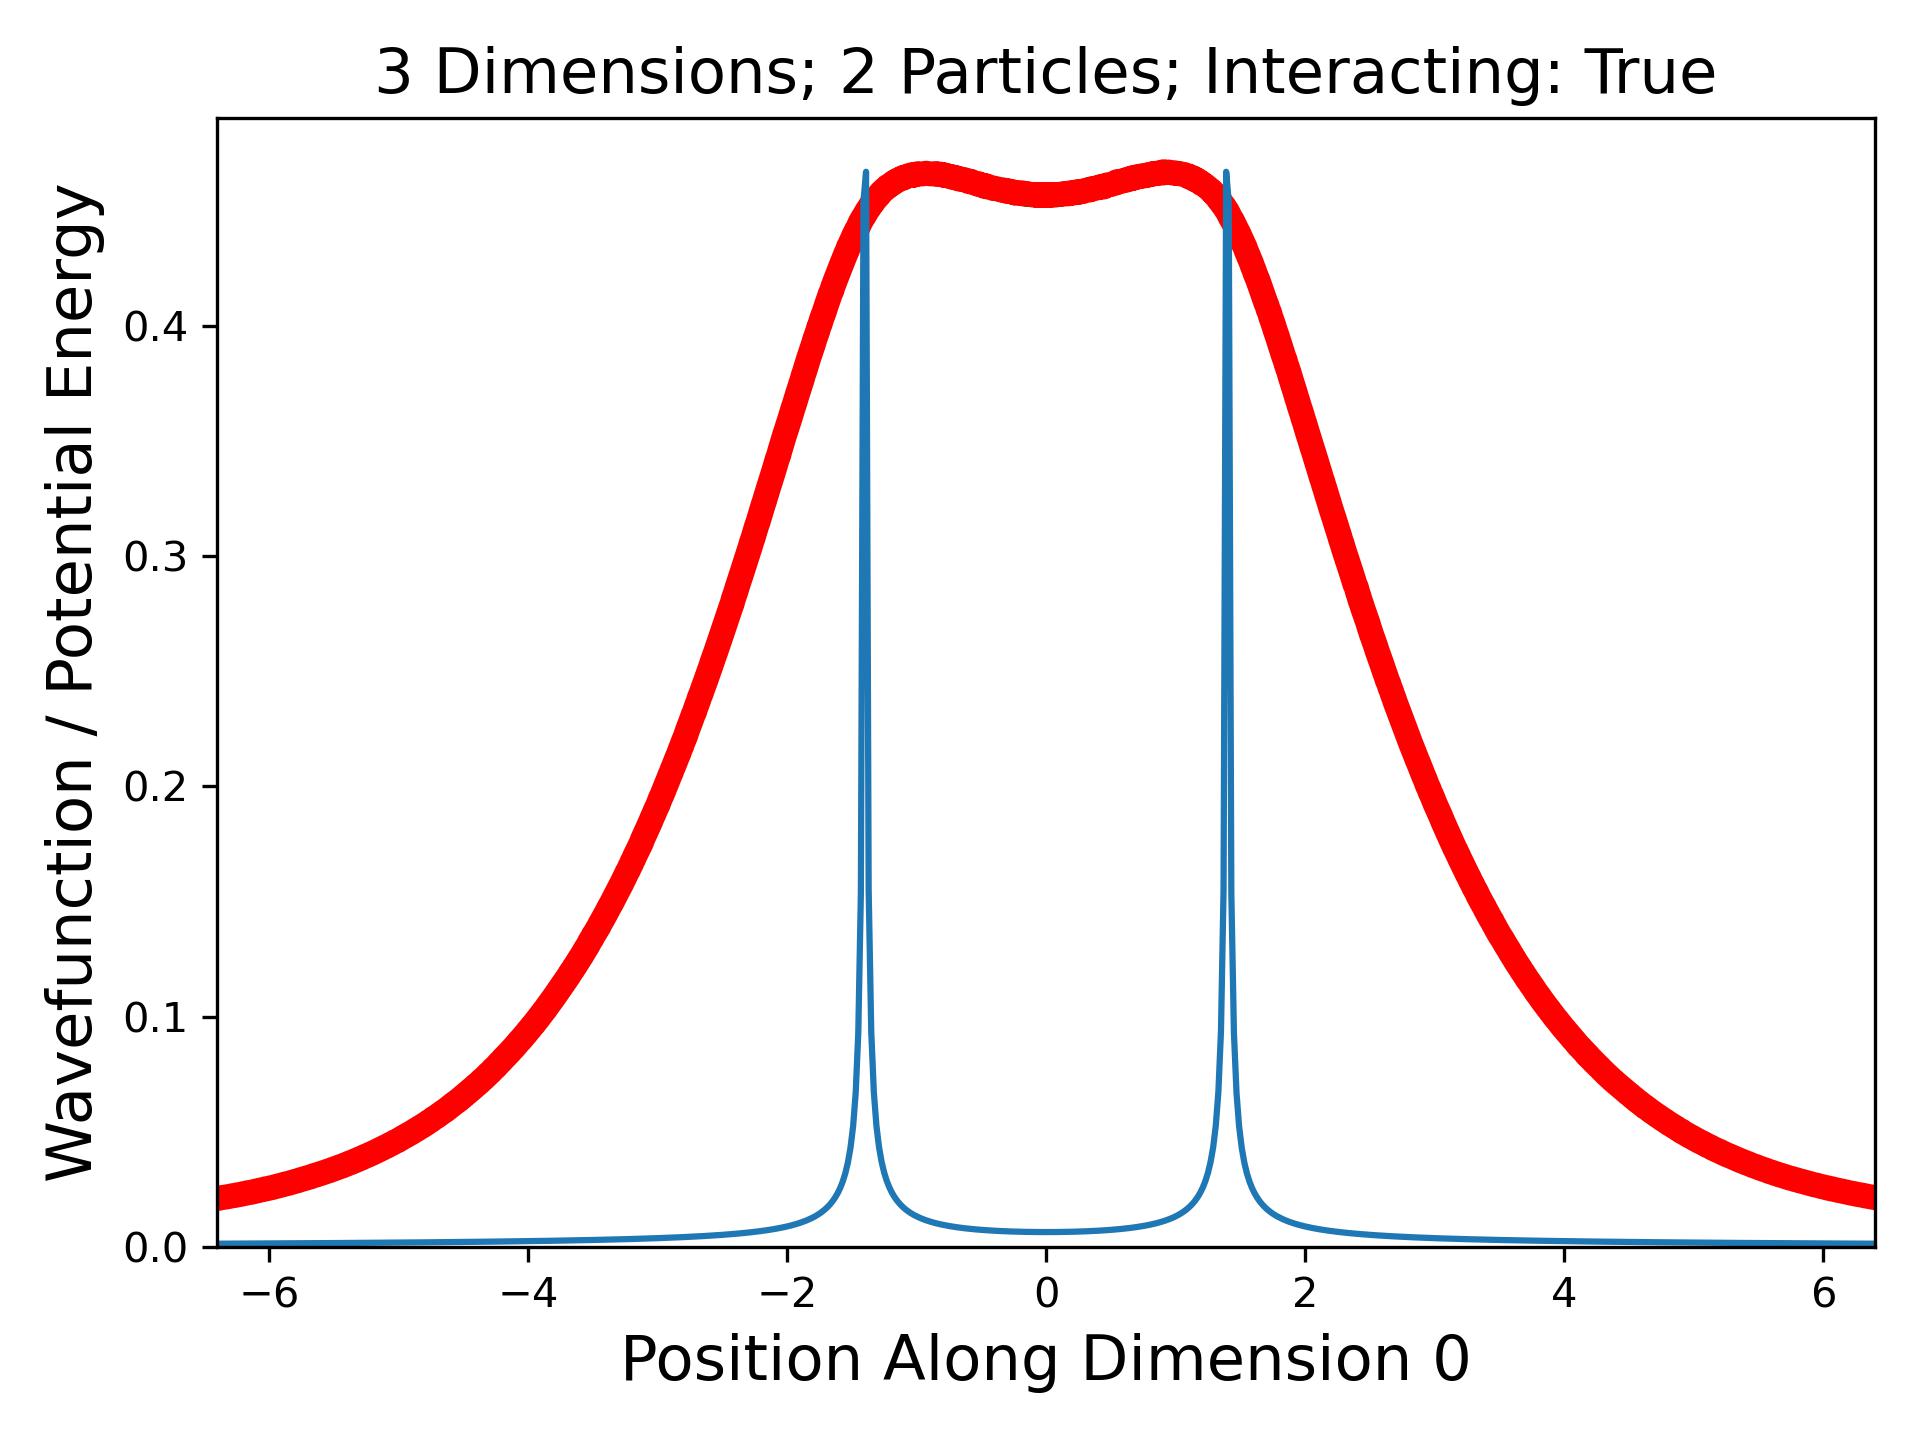 3 Dimensions; 2 Particles; Interacting: True
Wavefunction / Potential Energy
0.4
0.3
0.2
0.1
0.0
−6 −4 −2 0 2 4 6
Position Along Dimension 0